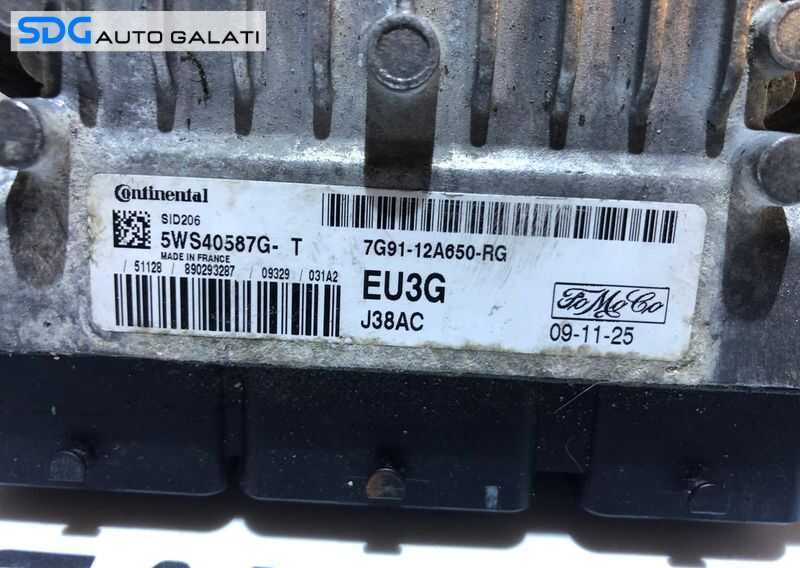 SDG AUTO GALATI
Continental
SID206
5WS40587G- T
MADE IN FRANCE
/ 51128 / 890293287 / 09329 / 031A2
7G91-12A650-RG
EU3G
J38AC
FoMoCo
09-11-25